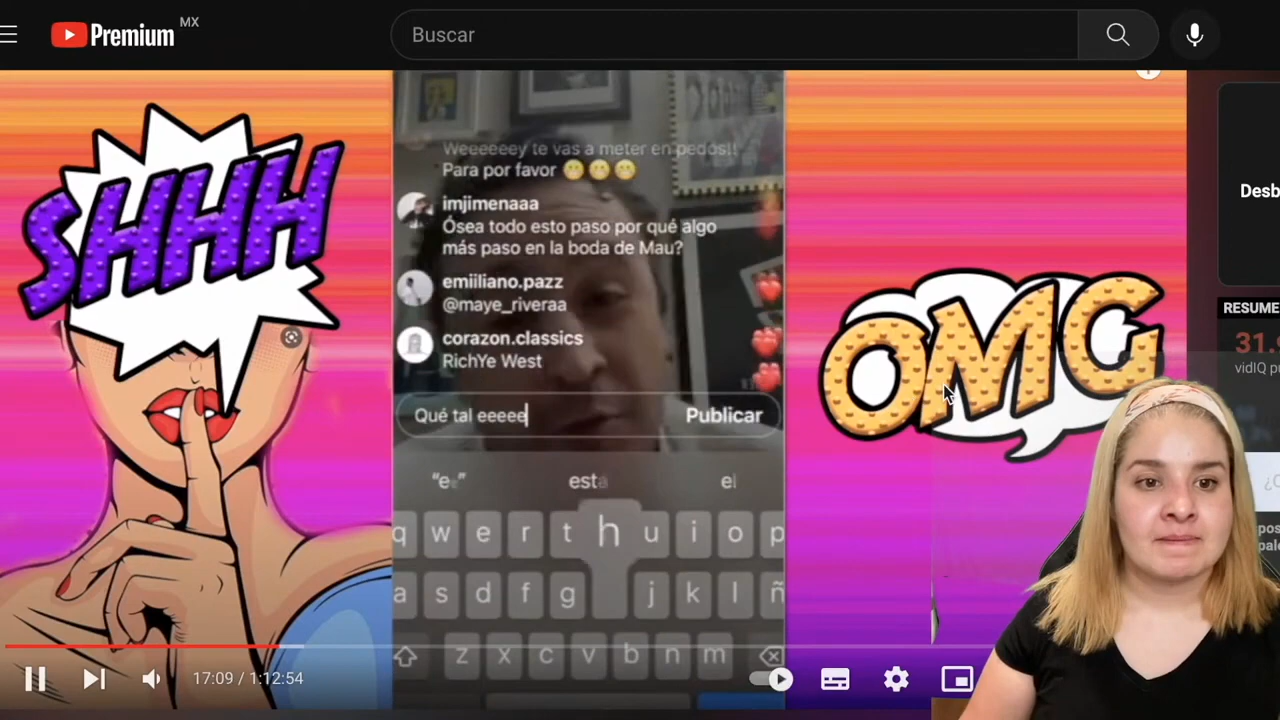 Premium MX
Buscar
SHHH
Weeeeeey te vas a meter en pedos!!
Para por favor 😬😬😬
imjimenaaa
Ósea todo esto paso por qué algo
más paso en la boda de Mau?
emiiliano.pazz
@maye_riveraa
corazon.classics
RichYe West
Qué tal eeeee
Publicar
"e" esta el
q w e r t h u i o p
a s d f g j k l ñ
z x c v b n m
OMG
Desb
RESUME
31.
vidIQ p
17:09 / 1:12:54